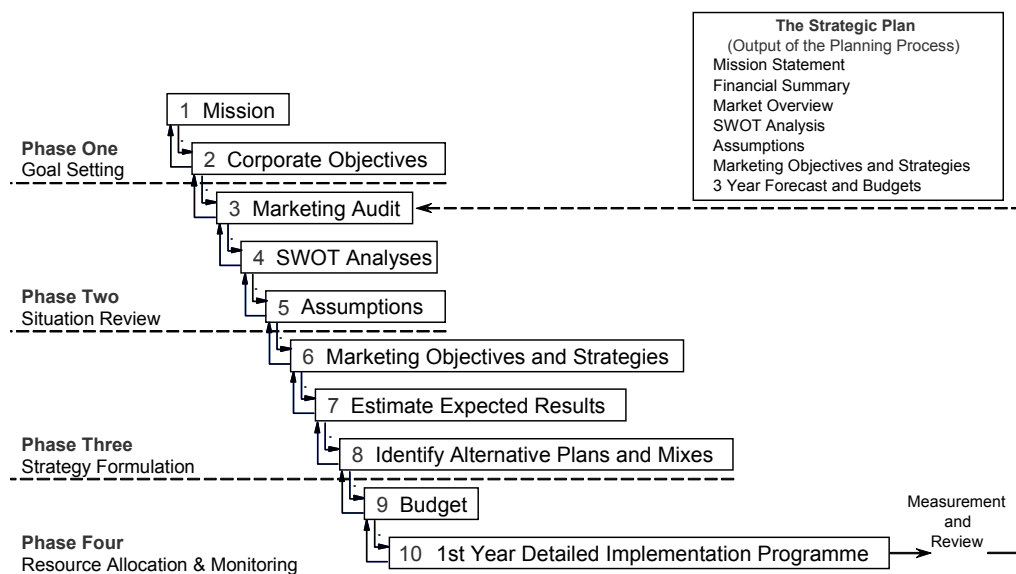 The Strategic Plan
(Output of the Planning Process)
Mission Statement
Financial Summary
Market Overview
SWOT Analysis
Assumptions
Marketing Objectives and Strategies
3 Year Forecast and Budgets
1 Mission
Phase One
Goal Setting
2 Corporate Objectives
3 Marketing Audit
4 SWOT Analyses
Phase Two
Situation Review
5 Assumptions
6 Marketing Objectives and Strategies
7 Estimate Expected Results
Phase Three
Strategy Formulation
8 Identify Alternative Plans and Mixes
9 Budget
Measurement
and
Review
Phase Four
Resource Allocation & Monitoring
10 1st Year Detailed Implementation Programme